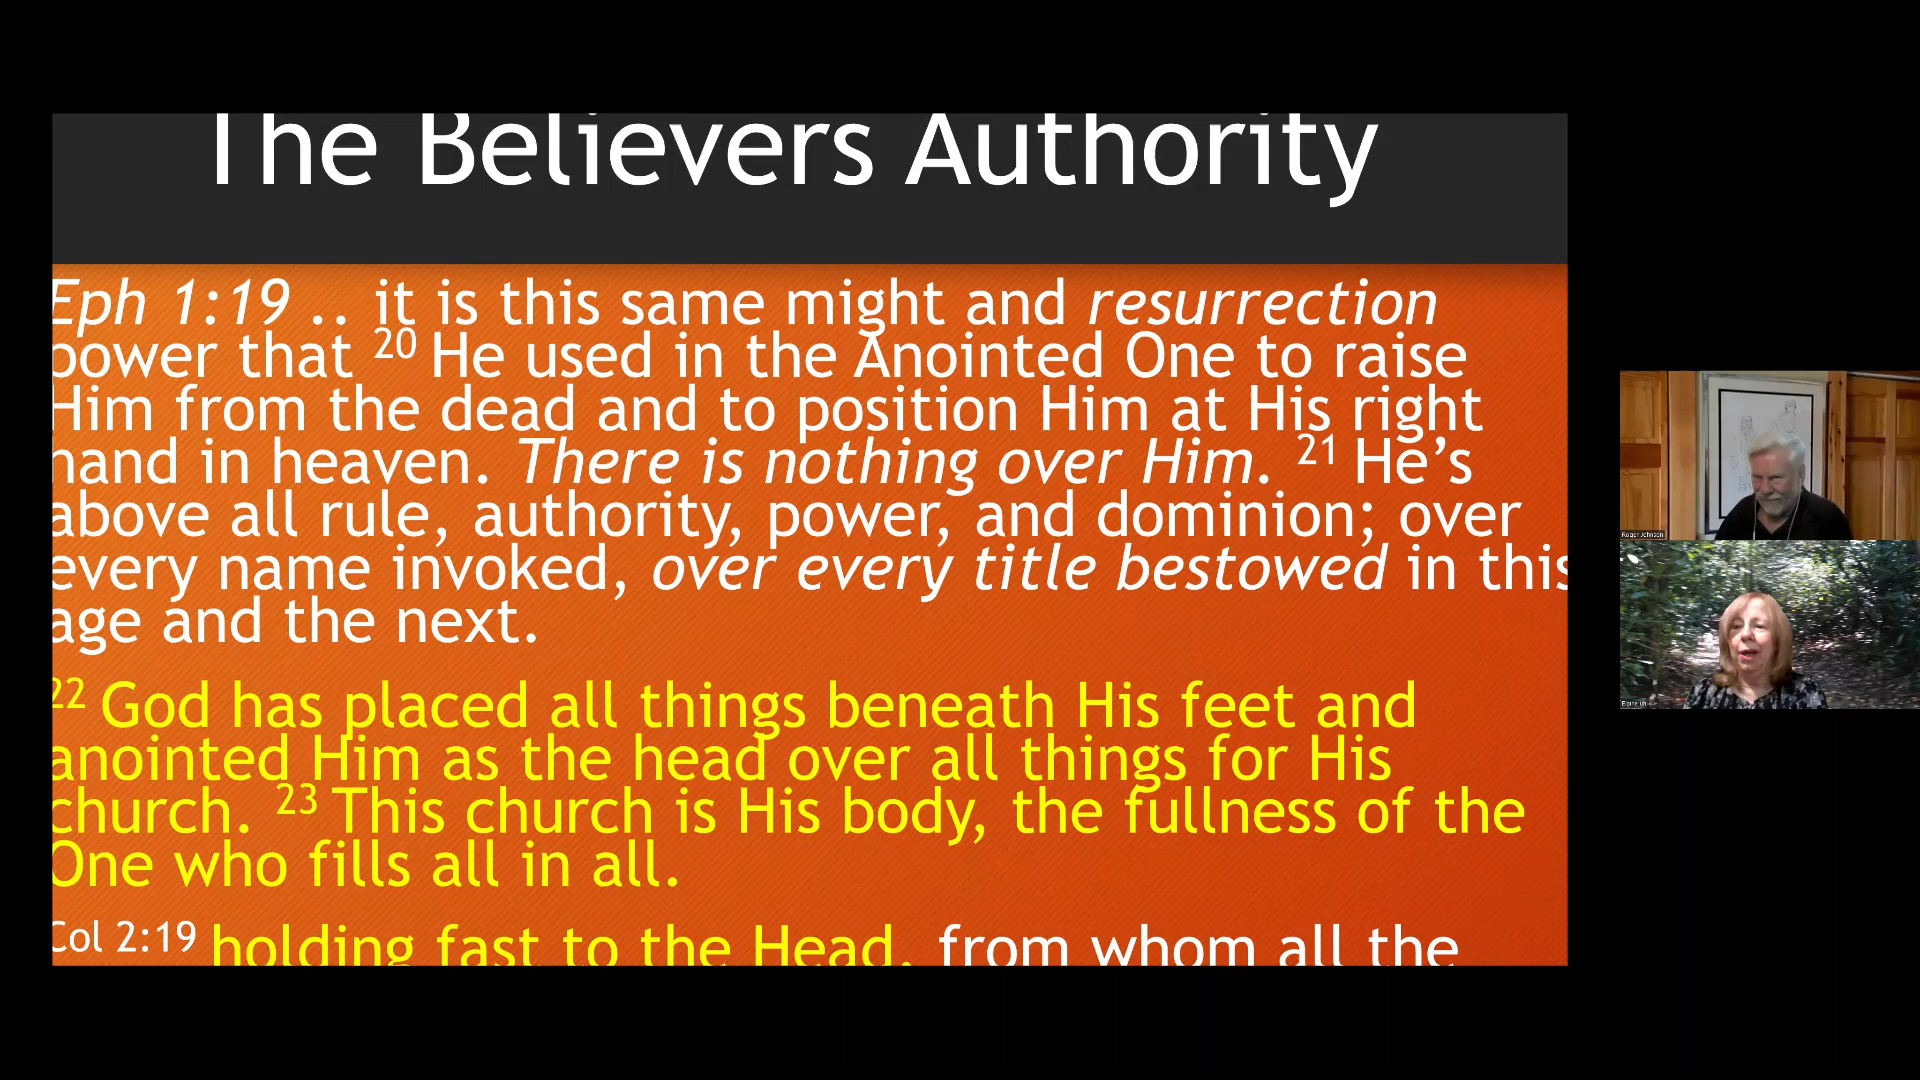 The Believers Authority
Eph 1:19 .. it is this same might and resurrection
power that 20 He used in the Anointed One to raise
Him from the dead and to position Him at His right
hand in heaven. There is nothing over Him. 21 He’s
above all rule, authority, power, and dominion; over
every name invoked, over every title bestowed in this
age and the next.
22 God has placed all things beneath His feet and
anointed Him as the head over all things for His
church. 23 This church is His body, the fullness of the
One who fills all in all.
Col 2:19 holding fast to the Head, from whom all the
Roger Johnson